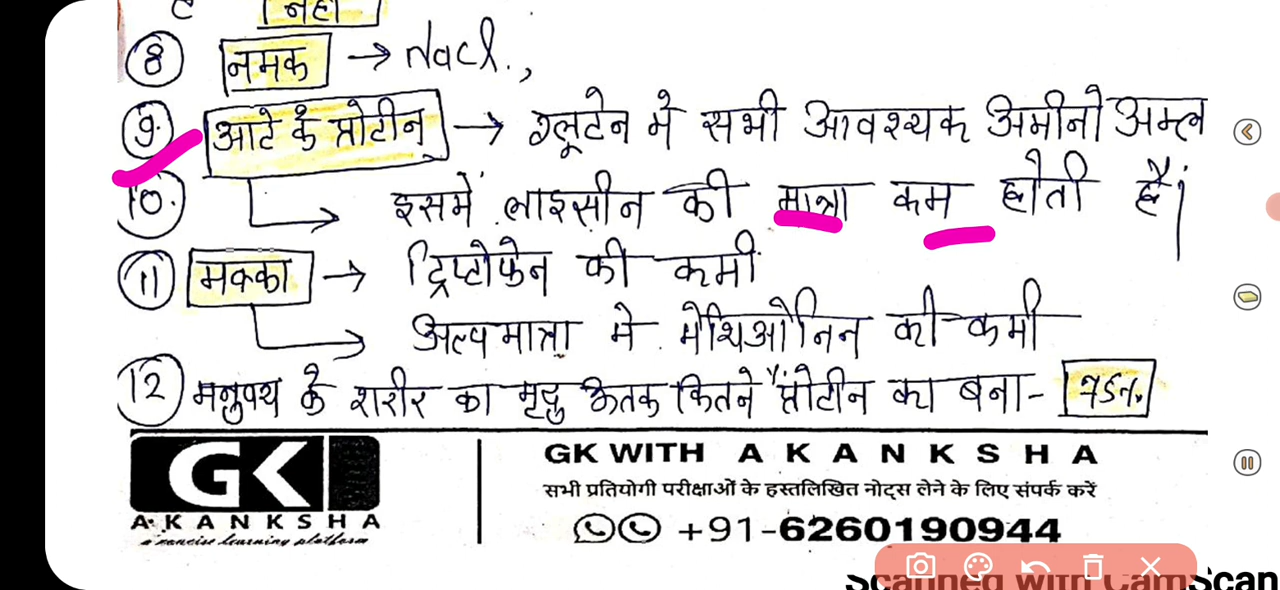 नहीं
8 नमक → Nacl.,
9. आटे के प्रोटीन → ग्लूटेन मे सभी आवश्यक अमीनो अम्ल
10. इसमें लाइसीन की मात्रा कम होती है।
11 मक्का → ट्रिप्टोफेन की कमी
अल्पमात्रा मे मेथिओनिन की कमी
12 मनुषय के शरीर का मृदु ऊतक कितने % प्रोटीन का बना - 75%
GK
AKANKSHA
a concise learning platform
GK WITH AKANKSHA
सभी प्रतियोगी परीक्षाओं के हस्तलिखित नोट्स लेने के लिए संपर्क करें
+91-6260190944
Scanned with CamScan